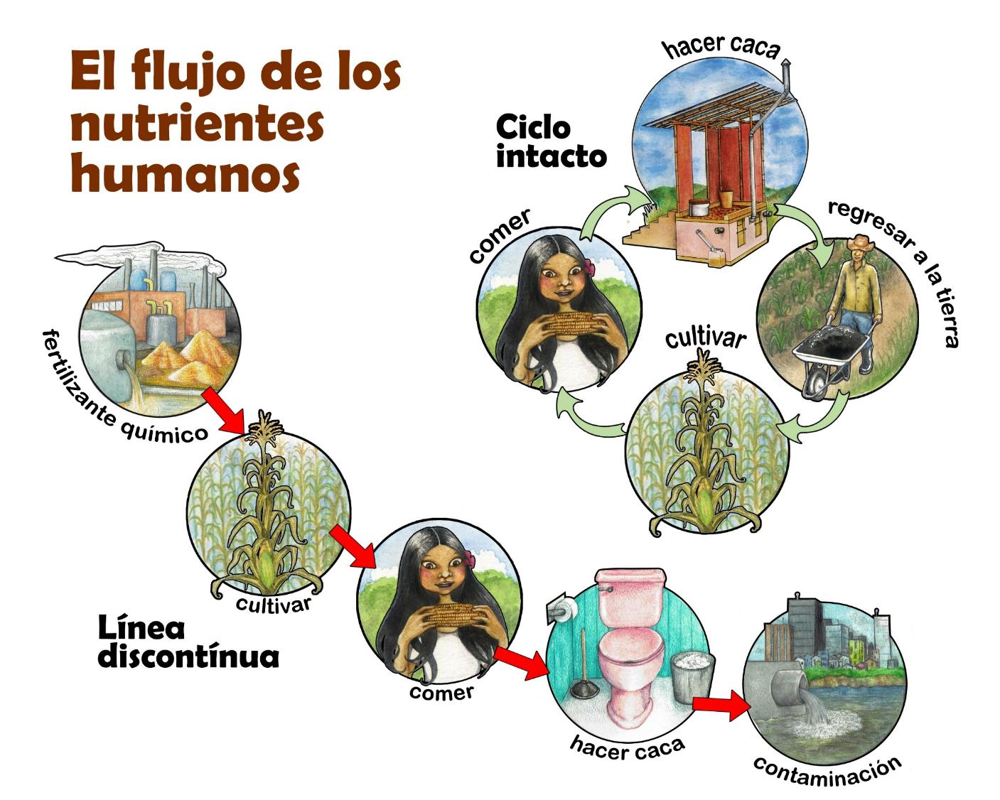 El flujo de los
nutrientes
humanos
Ciclo
intacto
hacer caca
regresar a la tierra
cultivar
comer
fertilizante químico
cultivar
comer
hacer caca
contaminación
Línea
discontínua